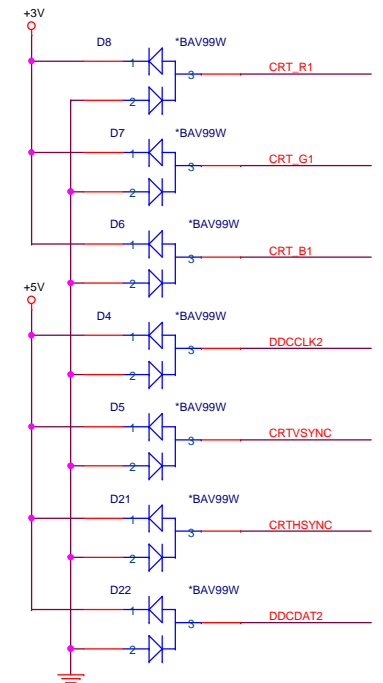 +3V
D8 *BAV99W
1
3 CRT_R1
2
D7 *BAV99W
1
3 CRT_G1
2
D6 *BAV99W
1
3 CRT_B1
2
+5V
D4 *BAV99W
1
3 DDCCLK2
2
D5 *BAV99W
1
3 CRTVSYNC
2
D21 *BAV99W
1
3 CRTHSYNC
2
D22 *BAV99W
1
3 DDCDAT2
2